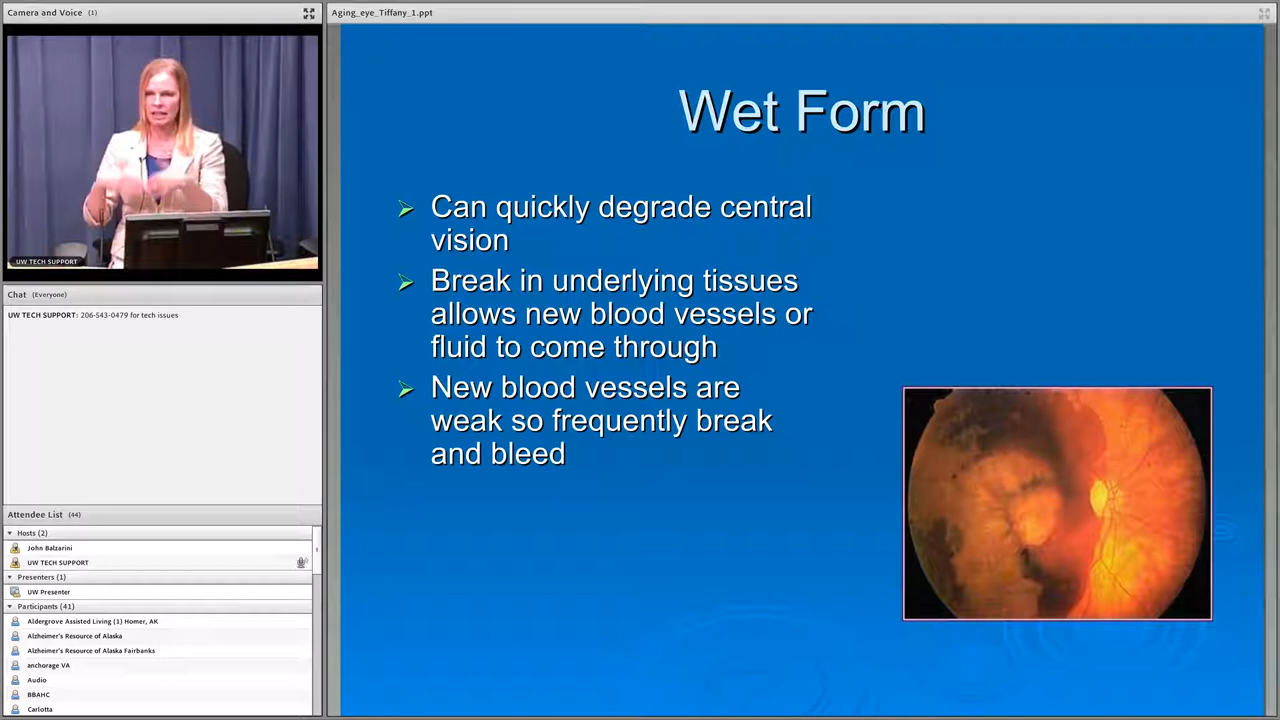 Camera and Voice (1)
UW TECH SUPPORT
Chat (Everyone)
UW TECH SUPPORT: 206-543-0479 for tech issues
Attendee List (44)
Hosts (2)
John Balzarini
UW TECH SUPPORT
Presenters (1)
UW Presenter
Participants (41)
Aldergrove Assisted Living (1) Homer, AK
Alzheimer's Resource of Alaska
Alzheimer's Resource of Alaska Fairbanks
anchorage VA
Audio
BBAHC
Carlotta
Aging_eye_Tiffany_1.ppt
Wet Form
Can quickly degrade central
vision
Break in underlying tissues
allows new blood vessels or
fluid to come through
New blood vessels are
weak so frequently break
and bleed